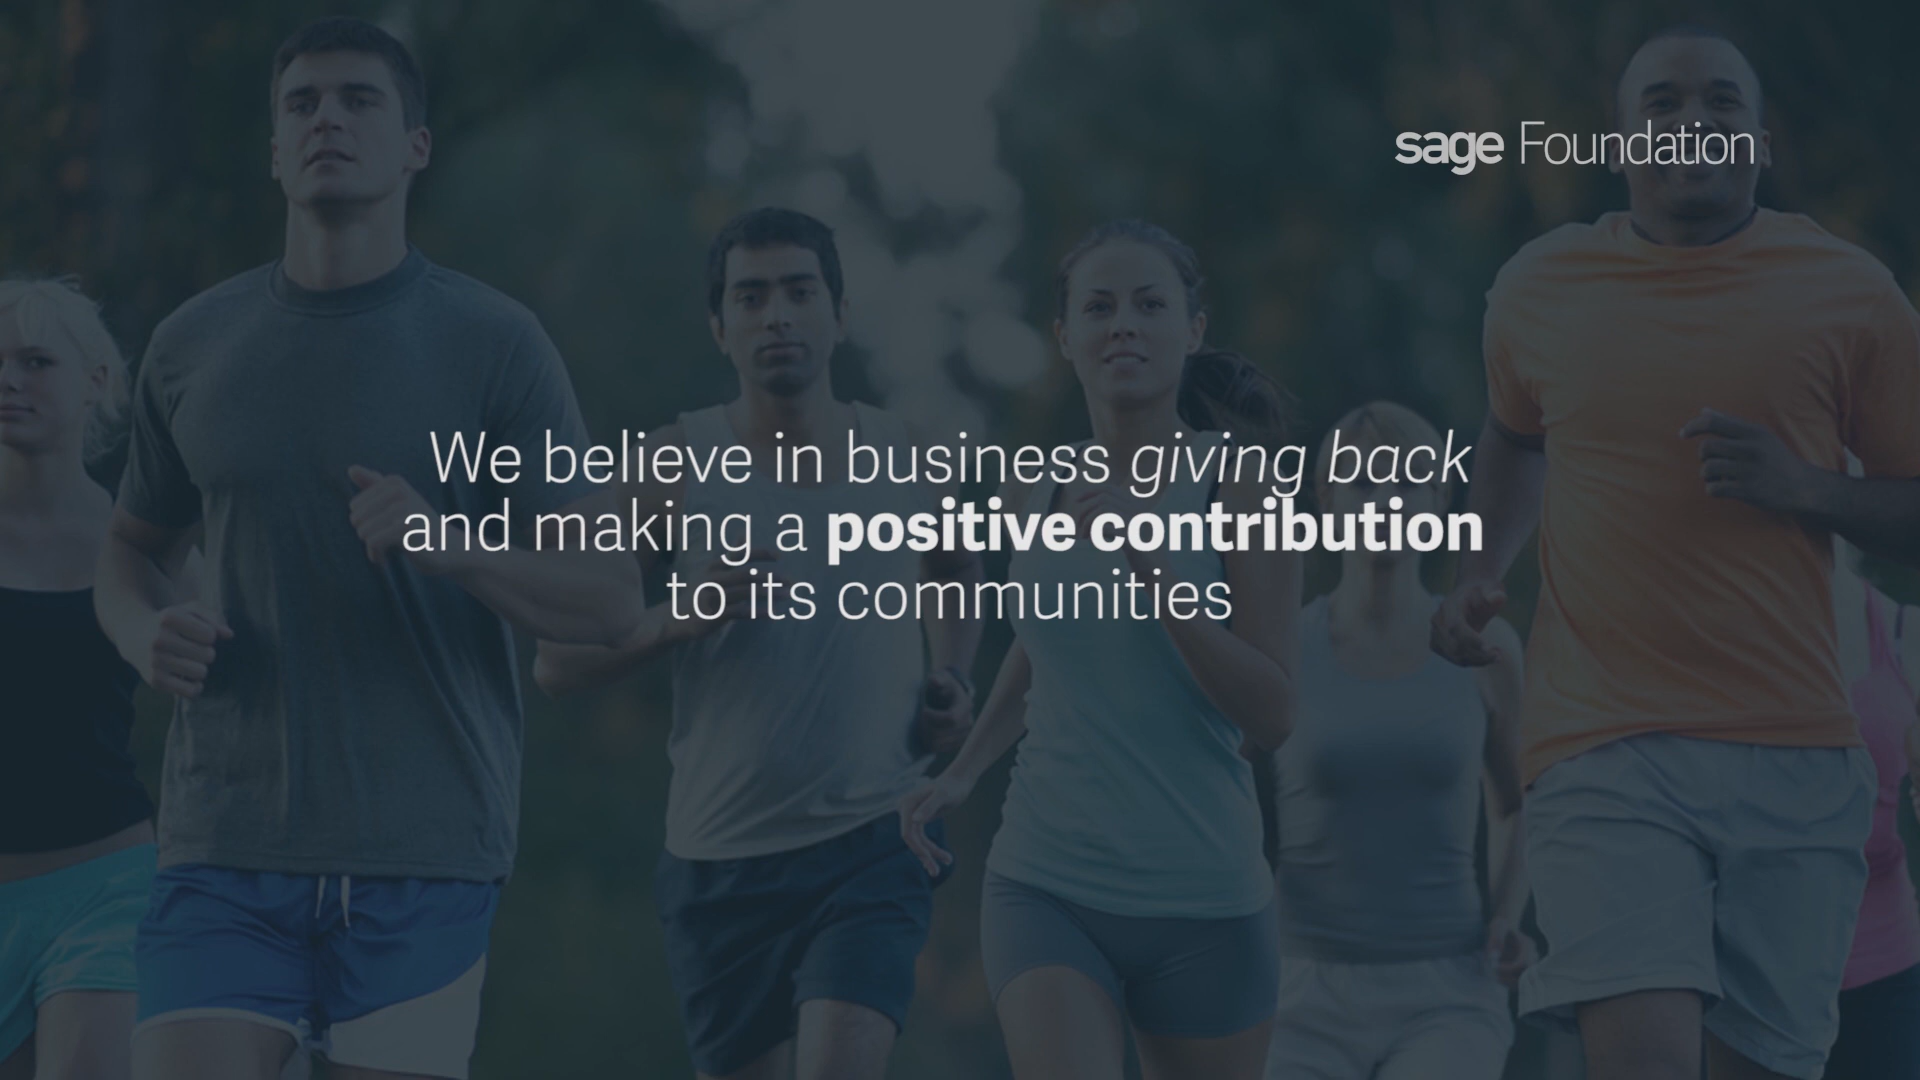 sage Foundation
We believe in business giving back
and making a positive contribution
to its communities